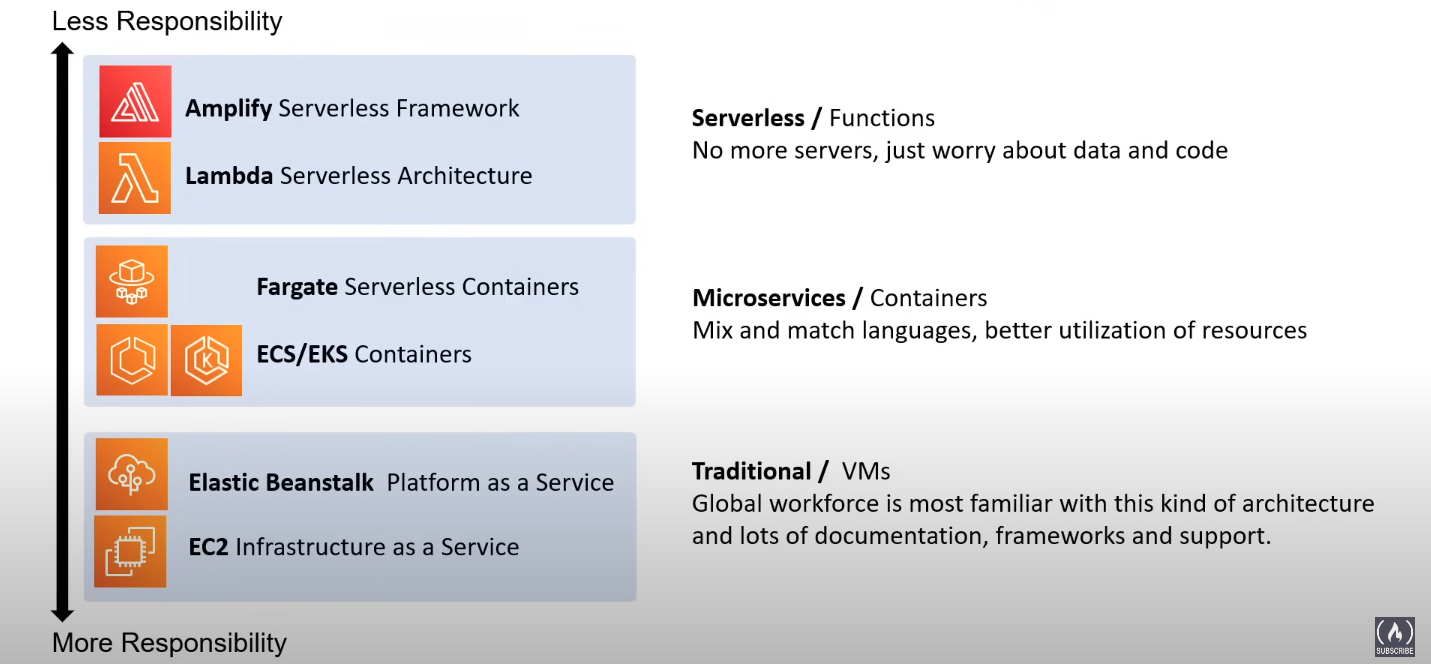 Less Responsibility
Amplify Serverless Framework
Lambda Serverless Architecture
Serverless / Functions
No more servers, just worry about data and code
Fargate Serverless Containers
K
ECS/EKS Containers
Microservices / Containers
Mix and match languages, better utilization of resources
Elastic Beanstalk Platform as a Service
EC2 Infrastructure as a Service
Traditional / VMs
Global workforce is most familiar with this kind of architecture
and lots of documentation, frameworks and support.
More Responsibility
SUBSCRIBE